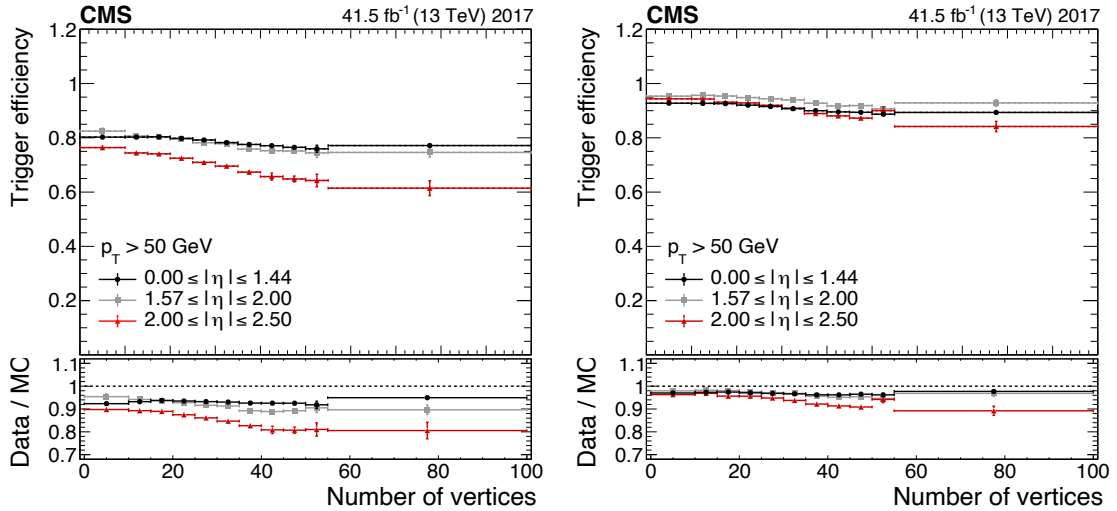 CMS 41.5 fb⁻¹ (13 TeV) 2017
Trigger efficiency
1.2
1
0.8
0.6
0.4
0.2
p_T > 50 GeV
0.00 ≤ | η | ≤ 1.44
1.57 ≤ | η | ≤ 2.00
2.00 ≤ | η | ≤ 2.50
Data / MC
1.1
1
0.9
0.8
0.7
0 20 40 60 80 100
Number of vertices
CMS 41.5 fb⁻¹ (13 TeV) 2017
Trigger efficiency
1.2
1
0.8
0.6
0.4
0.2
p_T > 50 GeV
0.00 ≤ | η | ≤ 1.44
1.57 ≤ | η | ≤ 2.00
2.00 ≤ | η | ≤ 2.50
Data / MC
1.1
1
0.9
0.8
0.7
0 20 40 60 80 100
Number of vertices